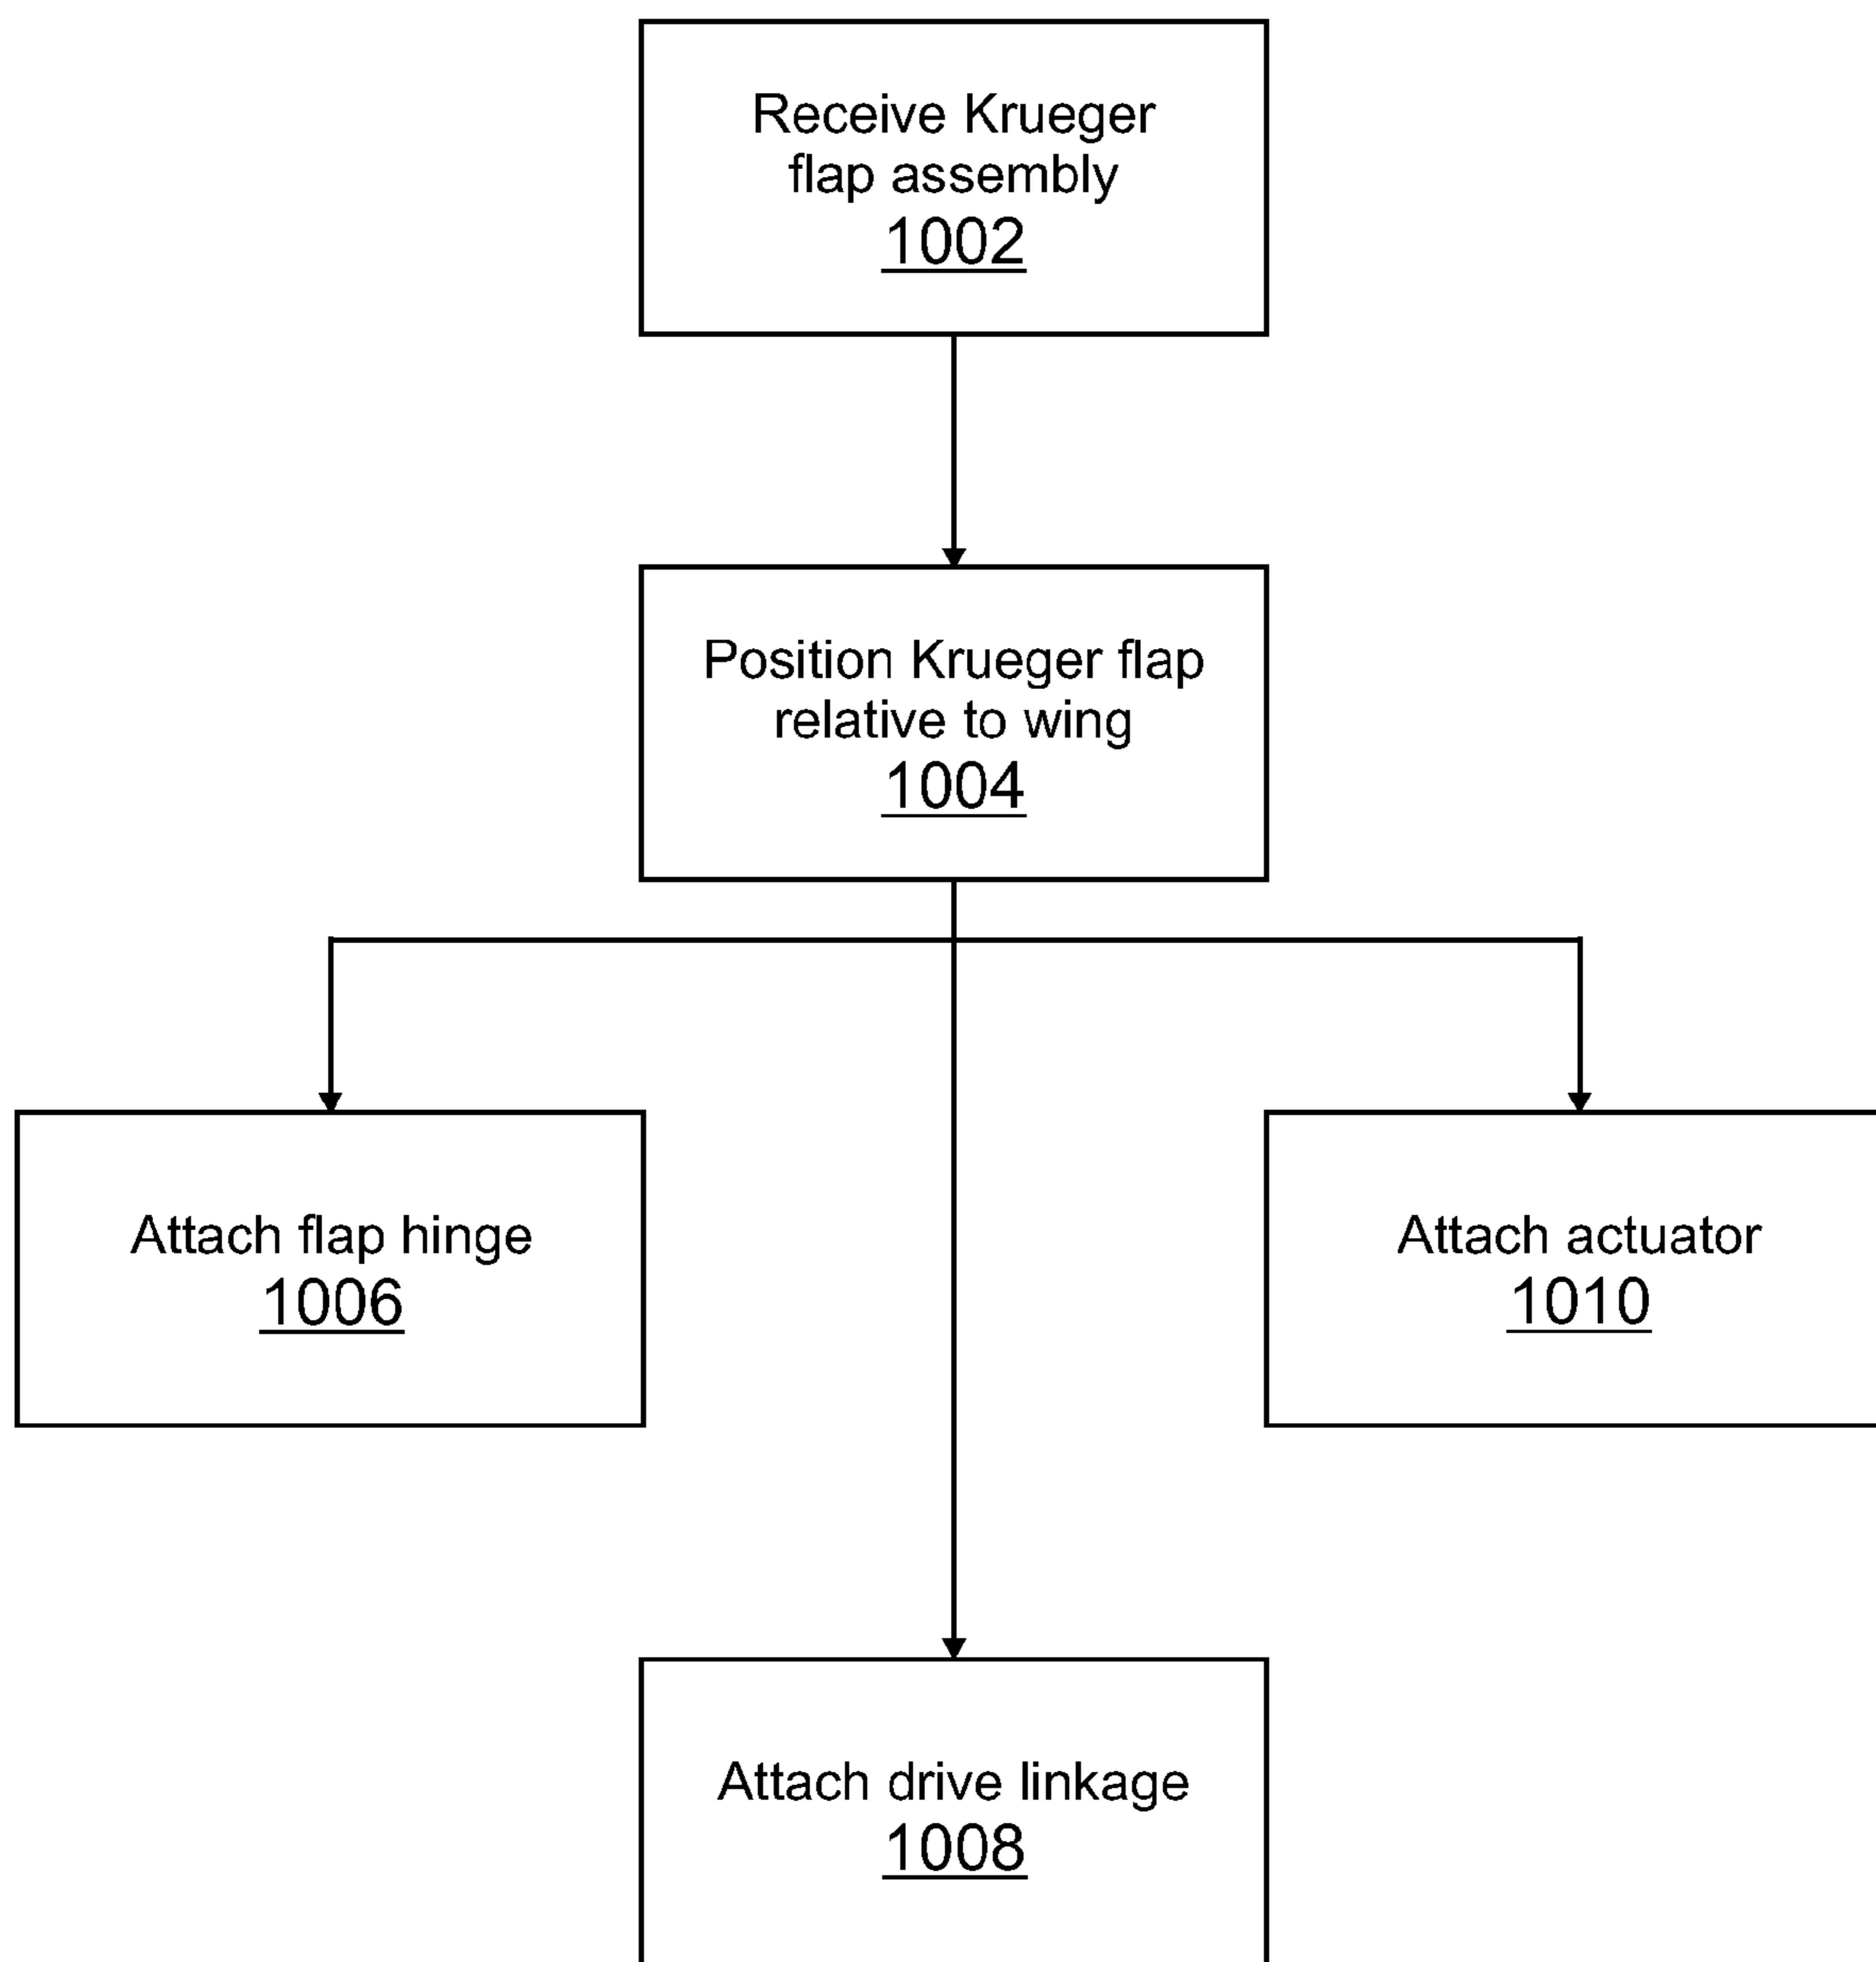 Receive Krueger
flap assembly
1002
Position Krueger flap
relative to wing
1004
Attach flap hinge
1006
Attach actuator
1010
Attach drive linkage
1008